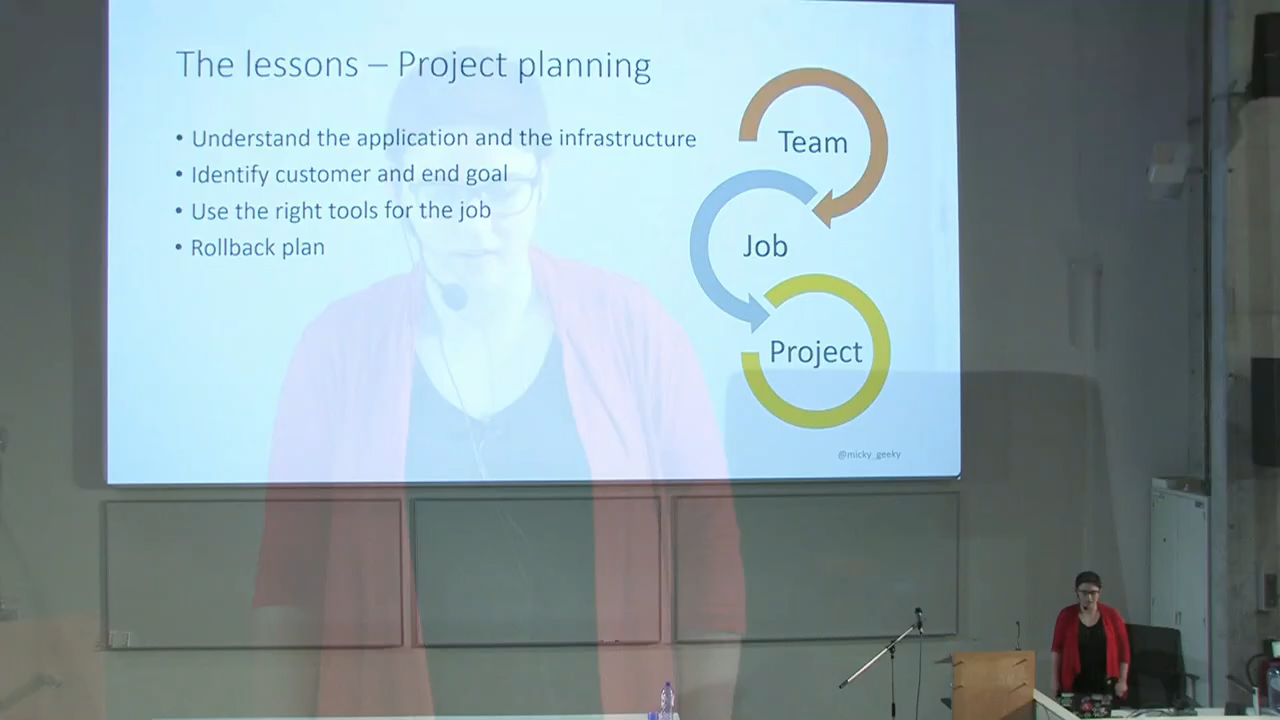 The lessons – Project planning
• Understand the application and the infrastructure
• Identify customer and end goal
• Use the right tools for the job
• Rollback plan
Team
Job
Project
@micky_geeky